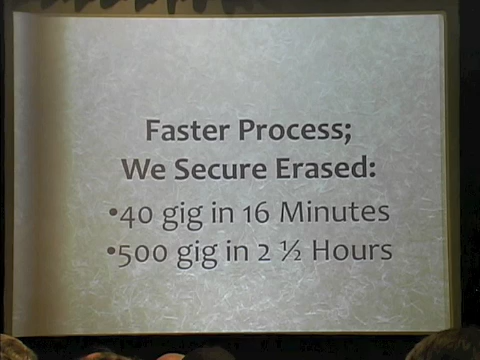 Faster Process;
We Secure Erased:
•40 gig in 16 Minutes
•500 gig in 2 ½ Hours